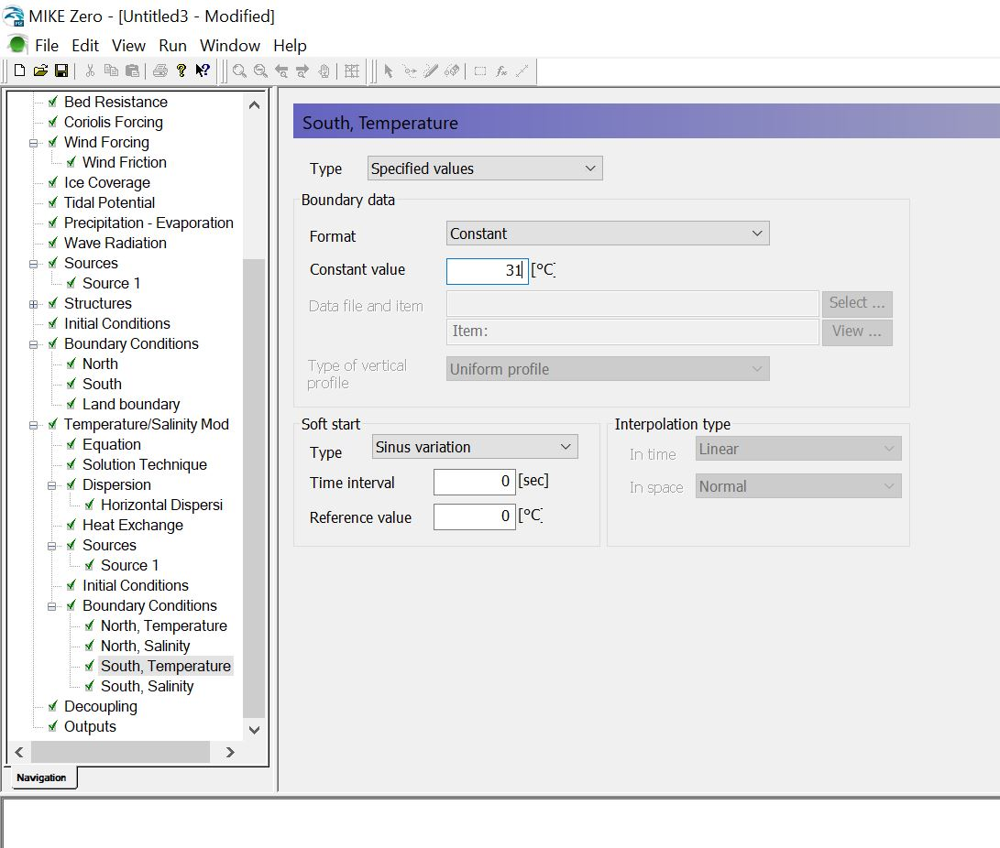 MIKE Zero - [Untitled3 - Modified]
File Edit View Run Window Help
Bed Resistance
Coriolis Forcing
Wind Forcing
Wind Friction
Ice Coverage
Tidal Potential
Precipitation - Evaporation
Wave Radiation
Sources
Source 1
Structures
Initial Conditions
Boundary Conditions
North
South
Land boundary
Temperature/Salinity Mod
Equation
Solution Technique
Dispersion
Horizontal Dispersi
Heat Exchange
Sources
Source 1
Initial Conditions
Boundary Conditions
North, Temperature
North, Salinity
South, Temperature
South, Salinity
Decoupling
Outputs
Navigation
South, Temperature
Type Specified values
Boundary data
Format Constant
Constant value 31 [°C]
Data file and item Select ...
Item: View ...
Type of vertical
profile
Uniform profile
Soft start
Type Sinus variation
Time interval 0 [sec]
Reference value 0 [°C]
Interpolation type
In time Linear
In space Normal